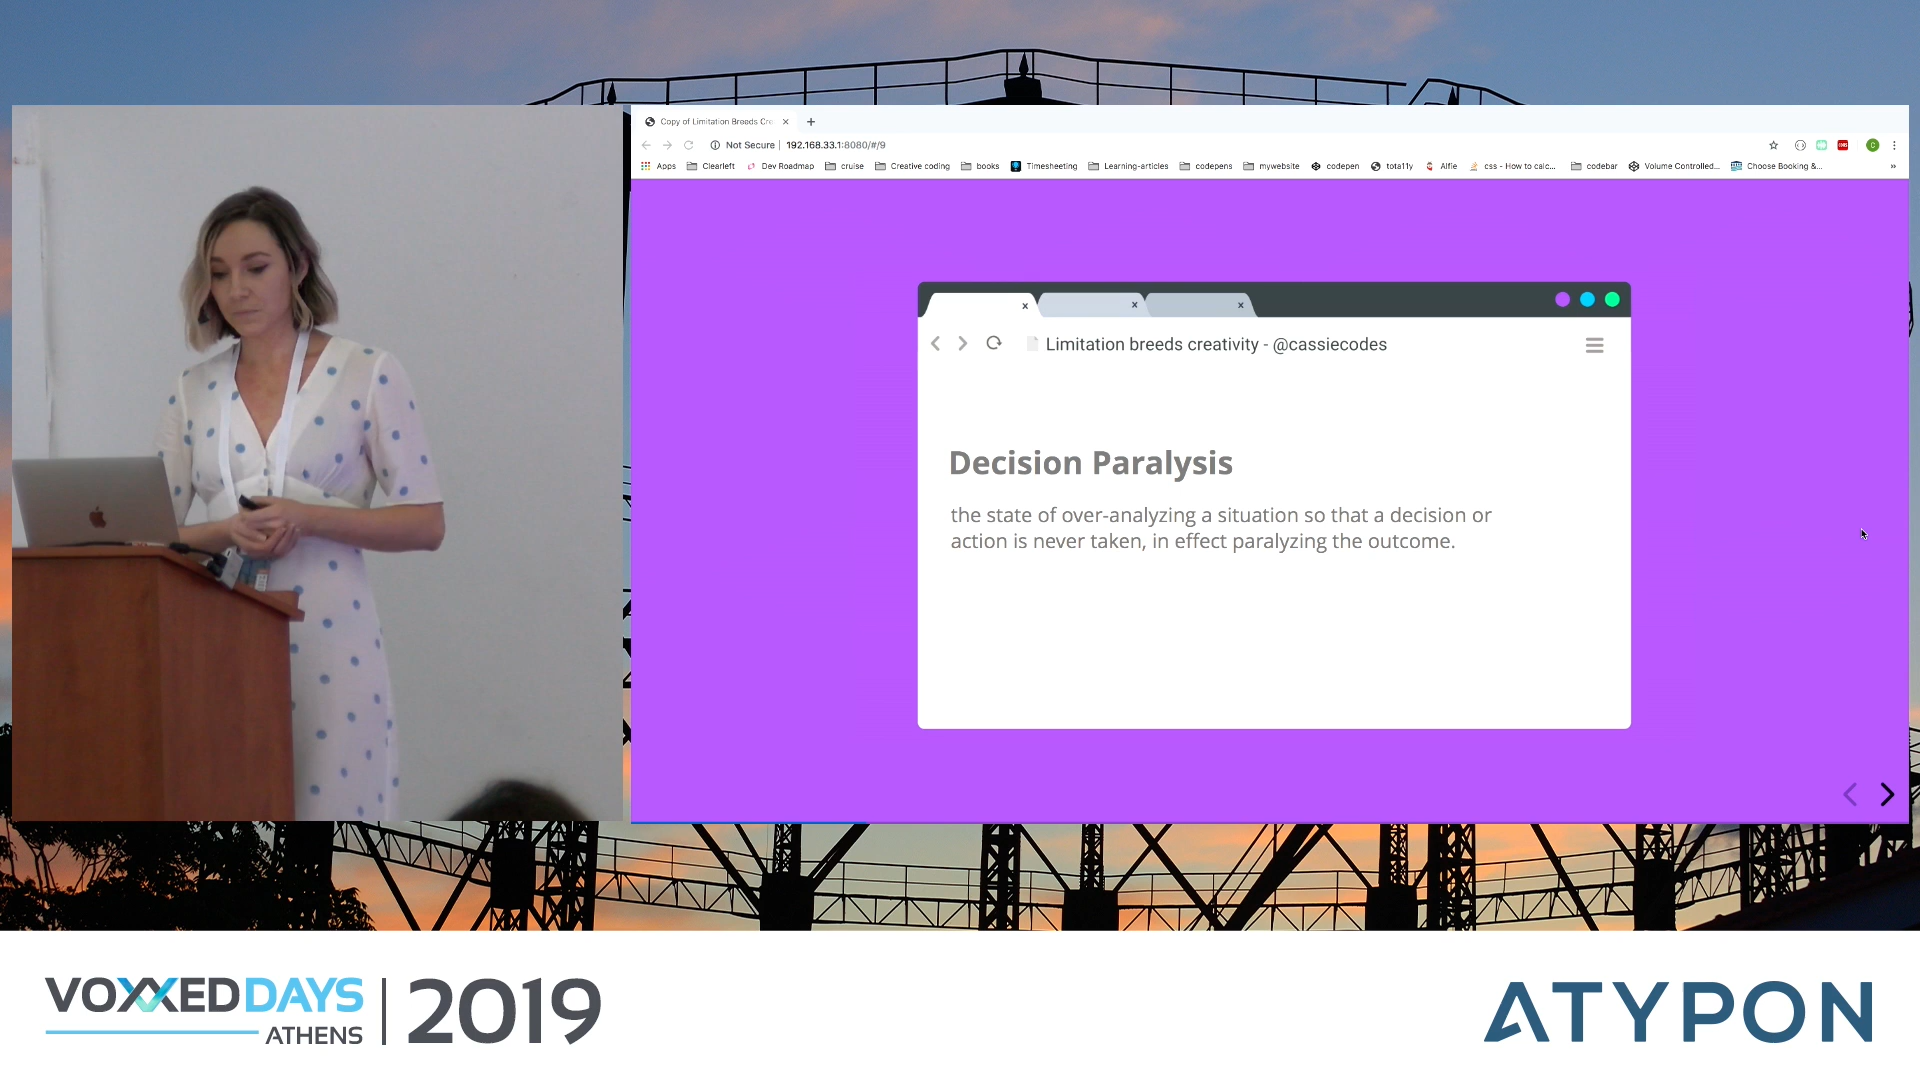 Copy of Limitation Breeds Cre
Not Secure | 192.168.33.1:8080/#/9
Apps Clearleft Dev Roadmap cruise Creative coding books Timesheeting Learning-articles codepens mywebsite codepen tota11y Alfie css - How to calc... codebar Volume Controlled... Choose Booking &... »
Limitation breeds creativity - @cassiecodes
Decision Paralysis
the state of over-analyzing a situation so that a decision or
action is never taken, in effect paralyzing the outcome.
VOXXED DAYS
ATHENS
2019
ATYPON